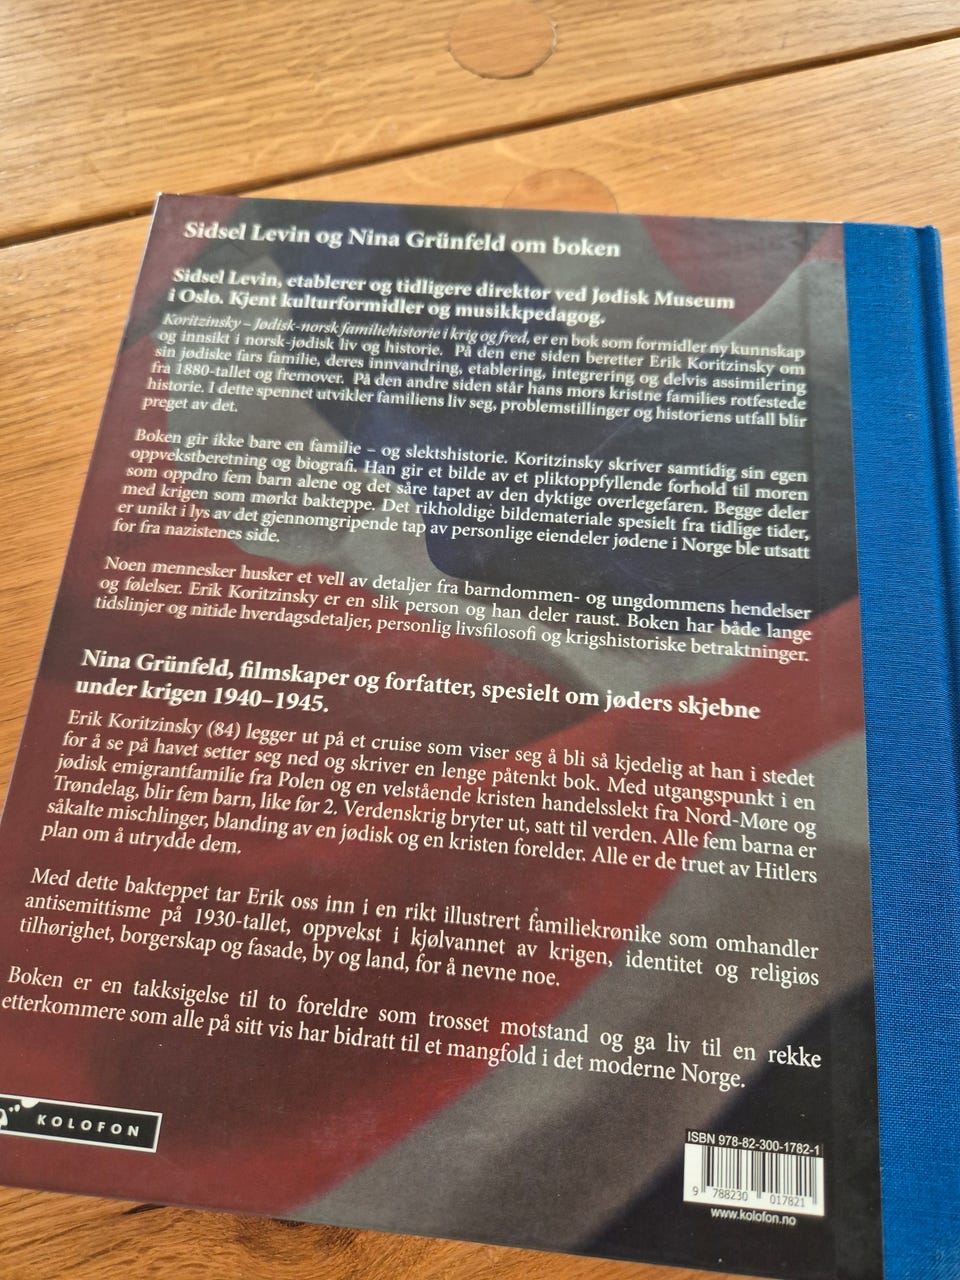 Sidsel Levin og Nina Grünfeld om boken
Sidsel Levin, etablerer og tidligere direktør ved Jødisk Museum
i Oslo. Kjent kulturformidler og musikkpedagog.
Koritzinsky – Jødisk-norsk familiehistorie i krig og fred, er en bok som formidler ny kunnskap
og innsikt i norsk-jødisk liv og historie. På den ene siden beretter Erik Koritzinsky om
sin jødiske fars familie, deres innvandring, etablering, integrering og delvis assimilering
fra 1880-tallet og fremover. På den andre siden står hans mors kristne families rotfestede
historie. I dette spennet utvikler familiens liv seg, problemstillinger og historiens utfall blir
preget av det.
Boken gir ikke bare en familie – og slektshistorie. Koritzinsky skriver samtidig sin egen
oppvekstberetning og biografi. Han gir et bilde av et pliktoppfyllende forhold til moren
som oppdro fem barn alene og det såre tapet av den dyktige overlegefaren. Begge deler
med krigen som mørkt bakteppe. Det rikholdige bildemateriale spesielt fra tidlige tider,
er unikt i lys av det gjennomgripende tap av personlige eiendeler jødene i Norge ble utsatt
for fra nazistenes side.
Noen mennesker husker et vell av detaljer fra barndommen- og ungdommens hendelser
og følelser. Erik Koritzinsky er en slik person og han deler raust. Boken har både lange
tidslinjer og nitide hverdagsdetaljer, personlig livsfilosofi og krigshistoriske betraktninger.
Nina Grünfeld, filmskaper og forfatter, spesielt om jøders skjebne
under krigen 1940–1945.
Erik Koritzinsky (84) legger ut på et cruise som viser seg å bli så kjedelig at han i stedet
for å se på havet setter seg ned og skriver en lenge påtenkt bok. Med utgangspunkt i en
jødisk emigrantfamilie fra Polen og en velstående kristen handelsslekt fra Nord-Møre og
Trøndelag, blir fem barn, like før 2. Verdenskrig bryter ut, satt til verden. Alle fem barna er
såkalte mischlinger, blanding av en jødisk og en kristen forelder. Alle er de truet av Hitlers
plan om å utrydde dem.
Med dette bakteppet tar Erik oss inn i en rikt illustrert familiekrønike som omhandler
antisemittisme på 1930-tallet, oppvekst i kjølvannet av krigen, identitet og religiøs
tilhørighet, borgerskap og fasade, by og land, for å nevne noe.
Boken er en takksigelse til to foreldre som trosset motstand og ga liv til en rekke
etterkommere som alle på sitt vis har bidratt til et mangfold i det moderne Norge.
KOLOFON
ISBN 978-82-300-1782-1
9 788230 017821
www.kolofon.no